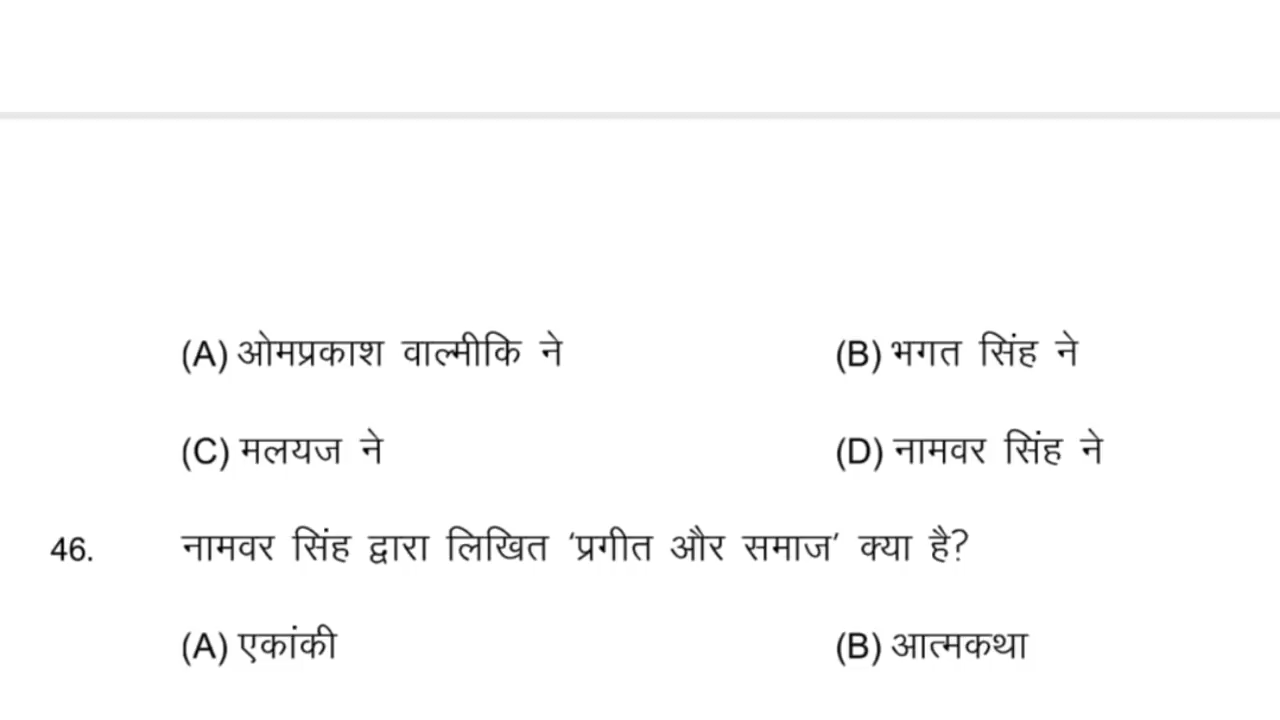 (A) ओमप्रकाश वाल्मीकि ने (B) भगत सिंह ने
(C) मलयज ने (D) नामवर सिंह ने
46. नामवर सिंह द्वारा लिखित ‘प्रगीत और समाज’ क्या है?
(A) एकांकी (B) आत्मकथा